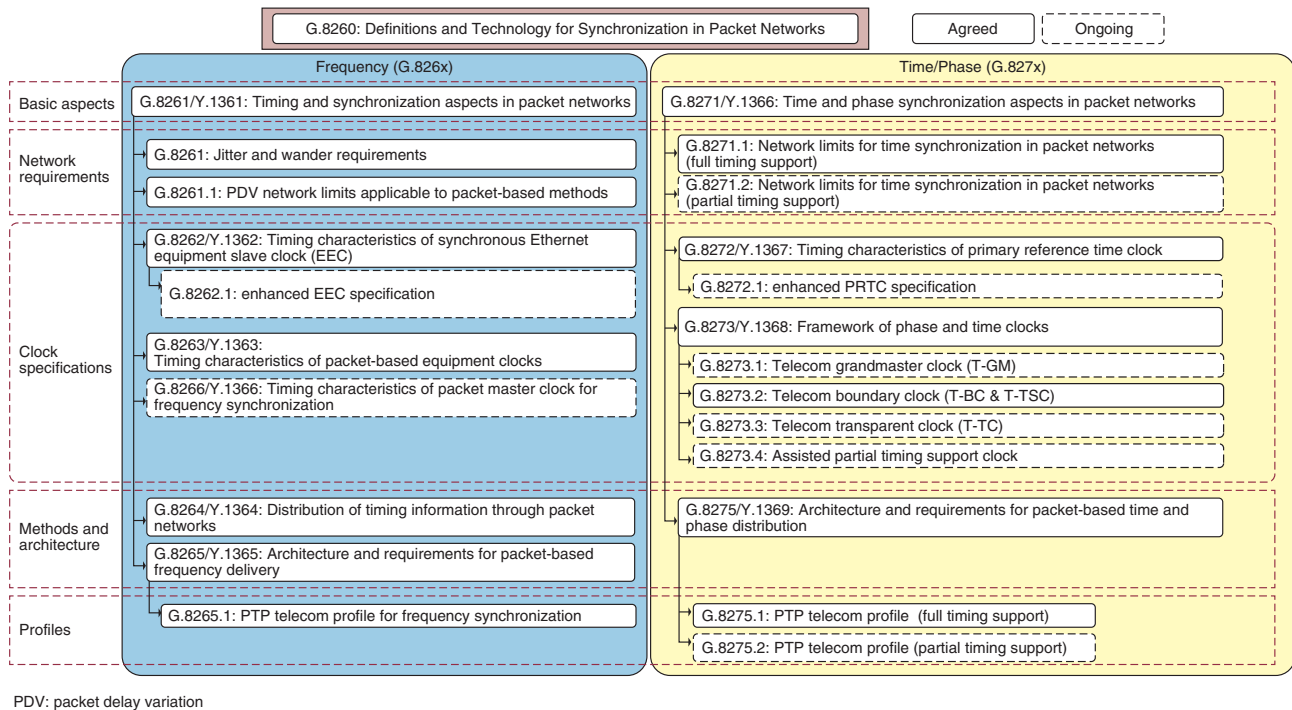 G.8260: Definitions and Technology for Synchronization in Packet Networks
Agreed
Ongoing
Frequency (G.826x)
Time/Phase (G.827x)
Basic aspects
G.8261/Y.1361: Timing and synchronization aspects in packet networks
G.8271/Y.1366: Time and phase synchronization aspects in packet networks
Network
requirements
G.8261: Jitter and wander requirements
G.8261.1: PDV network limits applicable to packet-based methods
G.8271.1: Network limits for time synchronization in packet networks
(full timing support)
G.8271.2: Network limits for time synchronization in packet networks
(partial timing support)
Clock
specifications
G.8262/Y.1362: Timing characteristics of synchronous Ethernet
equipment slave clock (EEC)
G.8262.1: enhanced EEC specification
G.8263/Y.1363:
Timing characteristics of packet-based equipment clocks
G.8266/Y.1366: Timing characteristics of packet master clock for
frequency synchronization
G.8272/Y.1367: Timing characteristics of primary reference time clock
G.8272.1: enhanced PRTC specification
G.8273/Y.1368: Framework of phase and time clocks
G.8273.1: Telecom grandmaster clock (T-GM)
G.8273.2: Telecom boundary clock (T-BC & T-TSC)
G.8273.3: Telecom transparent clock (T-TC)
G.8273.4: Assisted partial timing support clock
Methods and
architecture
G.8264/Y.1364: Distribution of timing information through packet
networks
G.8265/Y.1365: Architecture and requirements for packet-based
frequency delivery
G.8275/Y.1369: Architecture and requirements for packet-based time and
phase distribution
Profiles
G.8265.1: PTP telecom profile for frequency synchronization
G.8275.1: PTP telecom profile (full timing support)
G.8275.2: PTP telecom profile (partial timing support)
PDV: packet delay variation